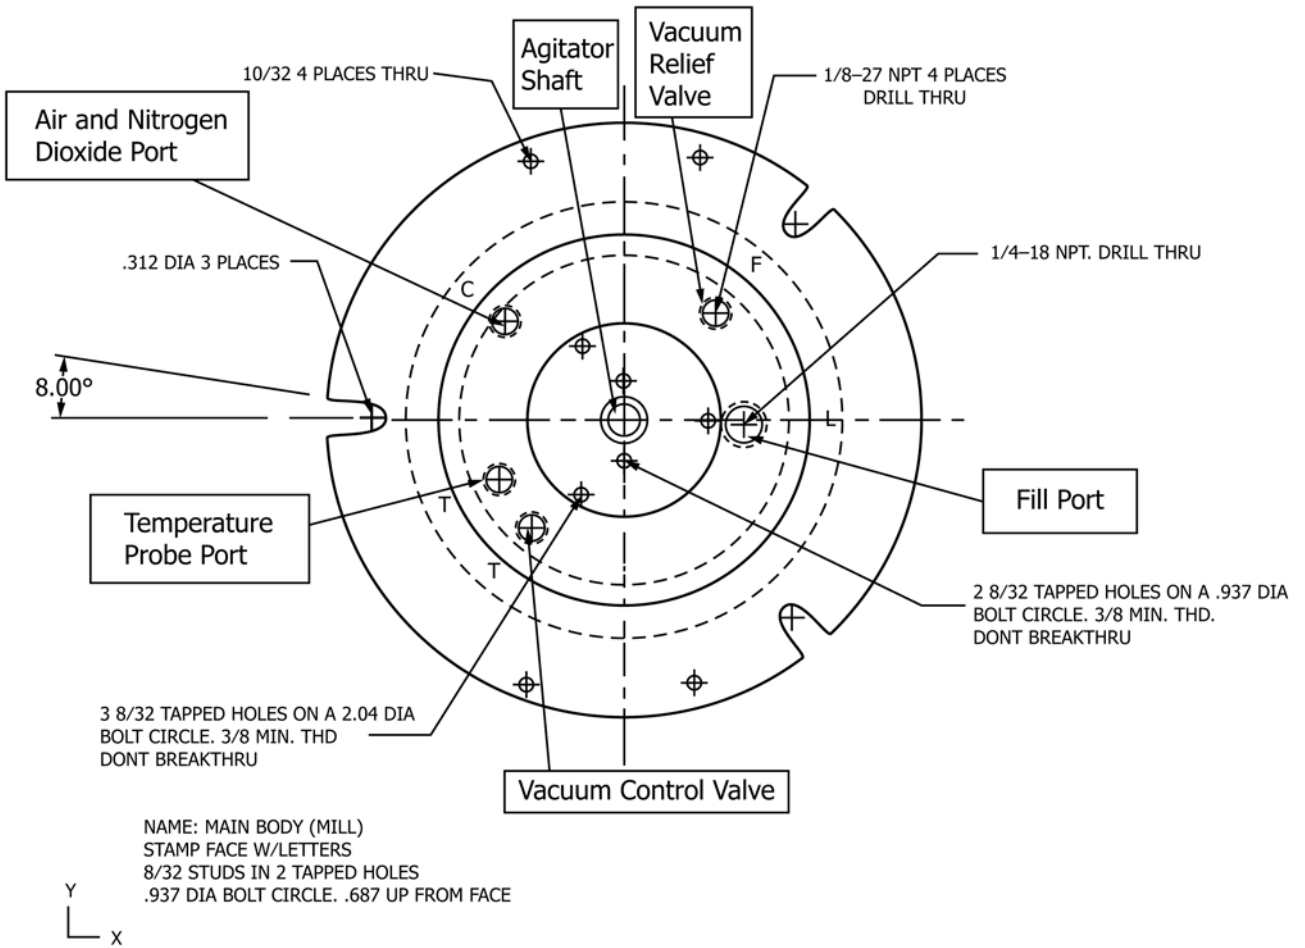 Agitator
Shaft
Vacuum
Relief
Valve
10/32 4 PLACES THRU
1/8–27 NPT 4 PLACES
DRILL THRU
Air and Nitrogen
Dioxide Port
.312 DIA 3 PLACES
F
1/4–18 NPT. DRILL THRU
C
8.00°
L
Temperature
Probe Port
T
Fill Port
T
2 8/32 TAPPED HOLES ON A .937 DIA
BOLT CIRCLE. 3/8 MIN. THD.
DONT BREAKTHRU
3 8/32 TAPPED HOLES ON A 2.04 DIA
BOLT CIRCLE. 3/8 MIN. THD
DONT BREAKTHRU
Vacuum Control Valve
NAME: MAIN BODY (MILL)
STAMP FACE W/LETTERS
8/32 STUDS IN 2 TAPPED HOLES
.937 DIA BOLT CIRCLE. .687 UP FROM FACE
Y
X